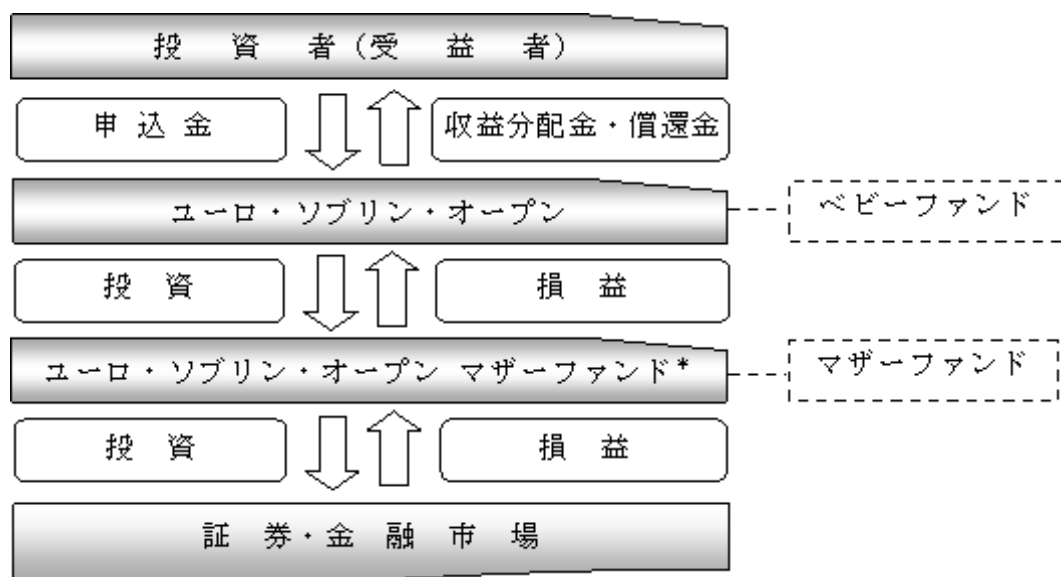 投資者(受益者)
申込金
収益分配金・償還金
ユーロ・ソブリン・オープン
ベビーファンド
投資
損益
ユーロ・ソブリン・オープン マザーファンド*
マザーファンド
投資
損益
証券・金融市場